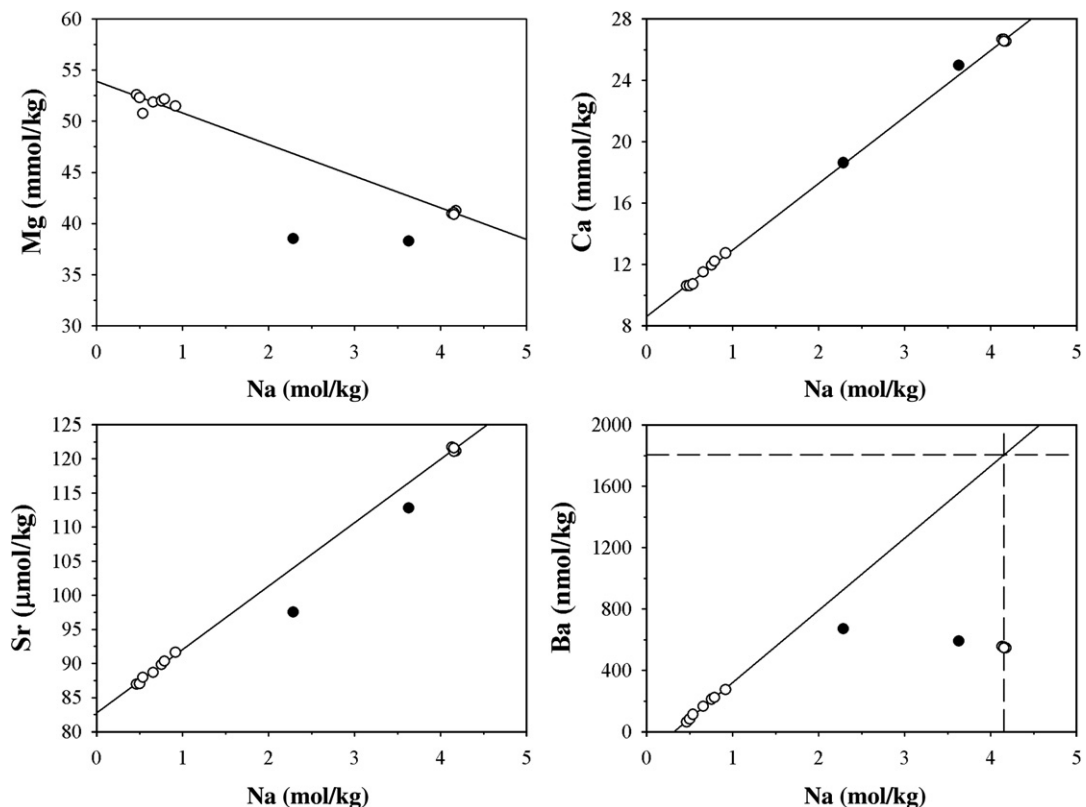 60
55
50
45
40
35
30
Mg (mmol/kg)
0 1 2 3 4 5
Na (mol/kg)
28
24
20
16
12
8
Ca (mmol/kg)
0 1 2 3 4 5
Na (mol/kg)
125
120
115
110
105
100
95
90
85
80
Sr (μmol/kg)
0 1 2 3 4 5
Na (mol/kg)
2000
1600
1200
800
400
0
Ba (nmol/kg)
0 1 2 3 4 5
Na (mol/kg)